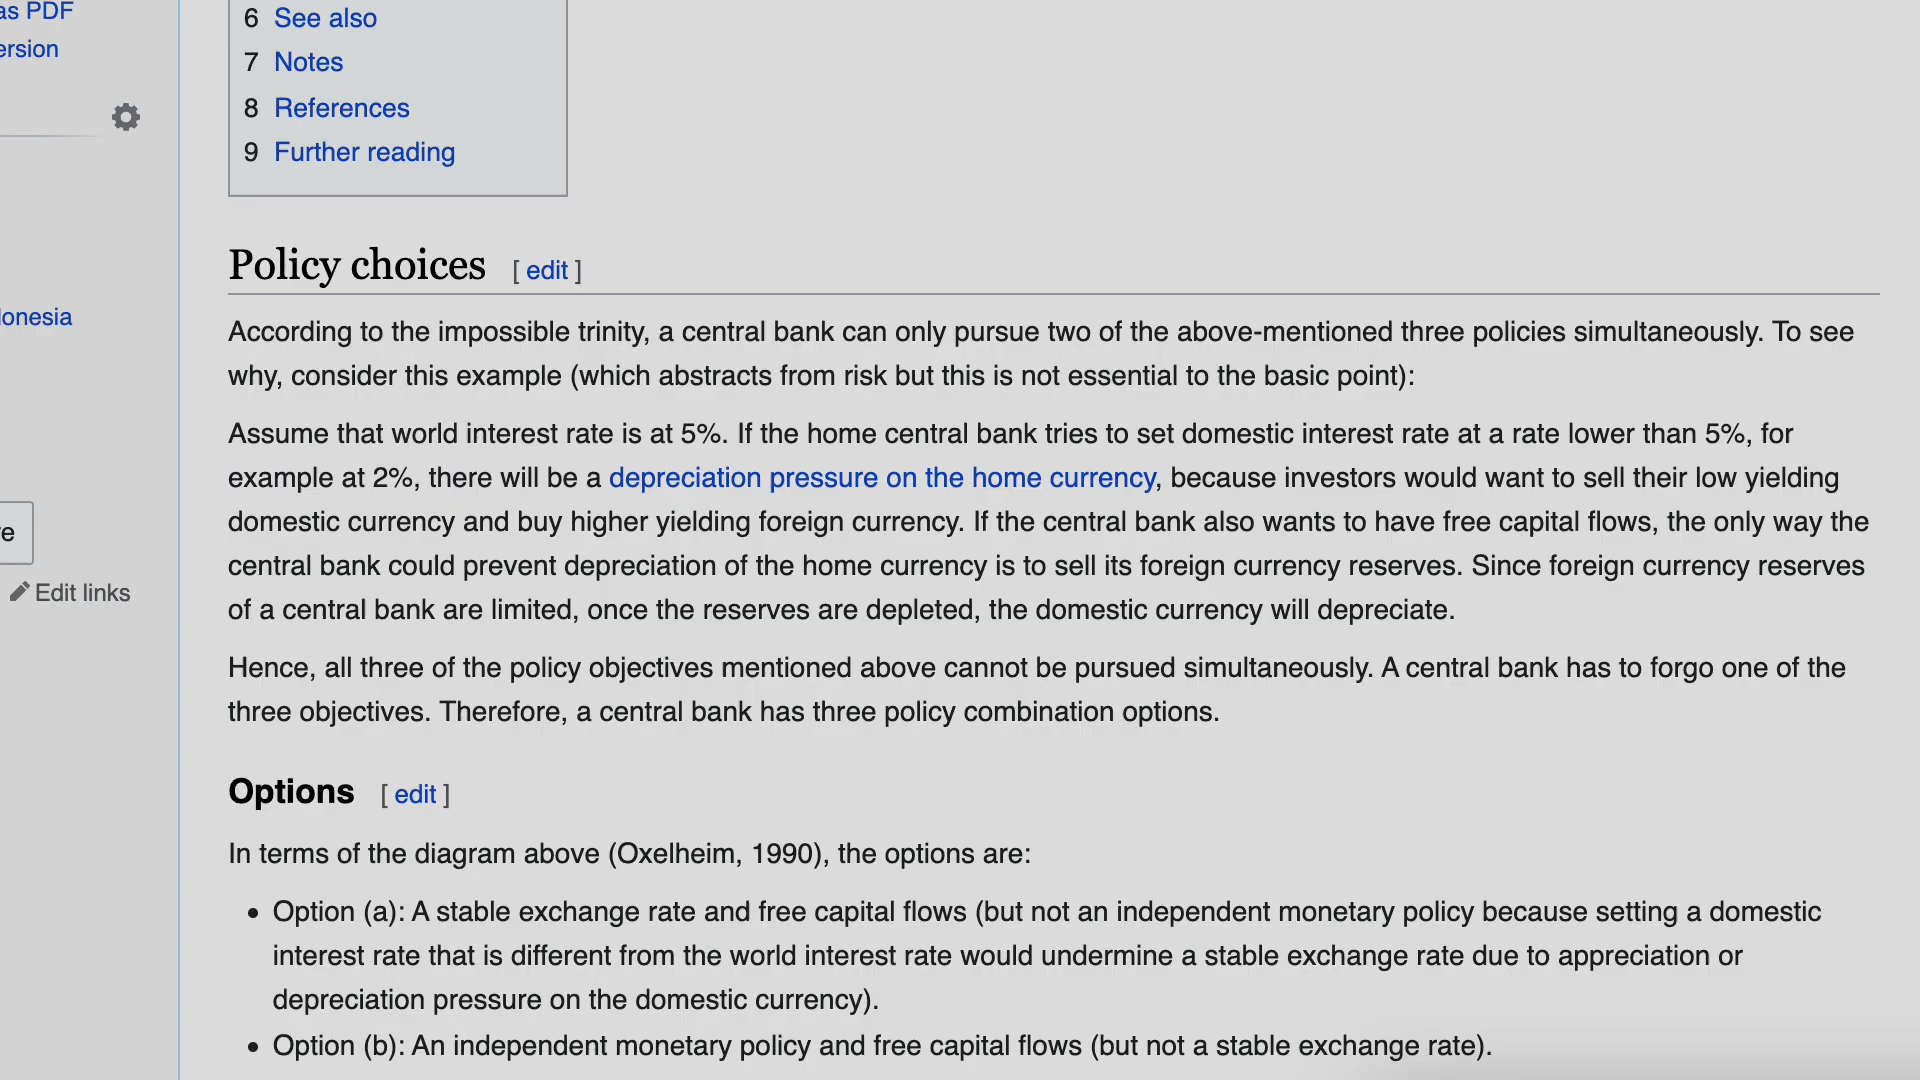 as PDF
ersion
6 See also
7 Notes
8 References
9 Further reading
Policy choices [ edit ]
According to the impossible trinity, a central bank can only pursue two of the above-mentioned three policies simultaneously. To see
why, consider this example (which abstracts from risk but this is not essential to the basic point):
Assume that world interest rate is at 5%. If the home central bank tries to set domestic interest rate at a rate lower than 5%, for
example at 2%, there will be a depreciation pressure on the home currency, because investors would want to sell their low yielding
domestic currency and buy higher yielding foreign currency. If the central bank also wants to have free capital flows, the only way the
central bank could prevent depreciation of the home currency is to sell its foreign currency reserves. Since foreign currency reserves
of a central bank are limited, once the reserves are depleted, the domestic currency will depreciate.
Hence, all three of the policy objectives mentioned above cannot be pursued simultaneously. A central bank has to forgo one of the
three objectives. Therefore, a central bank has three policy combination options.
Options [ edit ]
In terms of the diagram above (Oxelheim, 1990), the options are:
• Option (a): A stable exchange rate and free capital flows (but not an independent monetary policy because setting a domestic
interest rate that is different from the world interest rate would undermine a stable exchange rate due to appreciation or
depreciation pressure on the domestic currency).
• Option (b): An independent monetary policy and free capital flows (but not a stable exchange rate).
onesia
e
Edit links